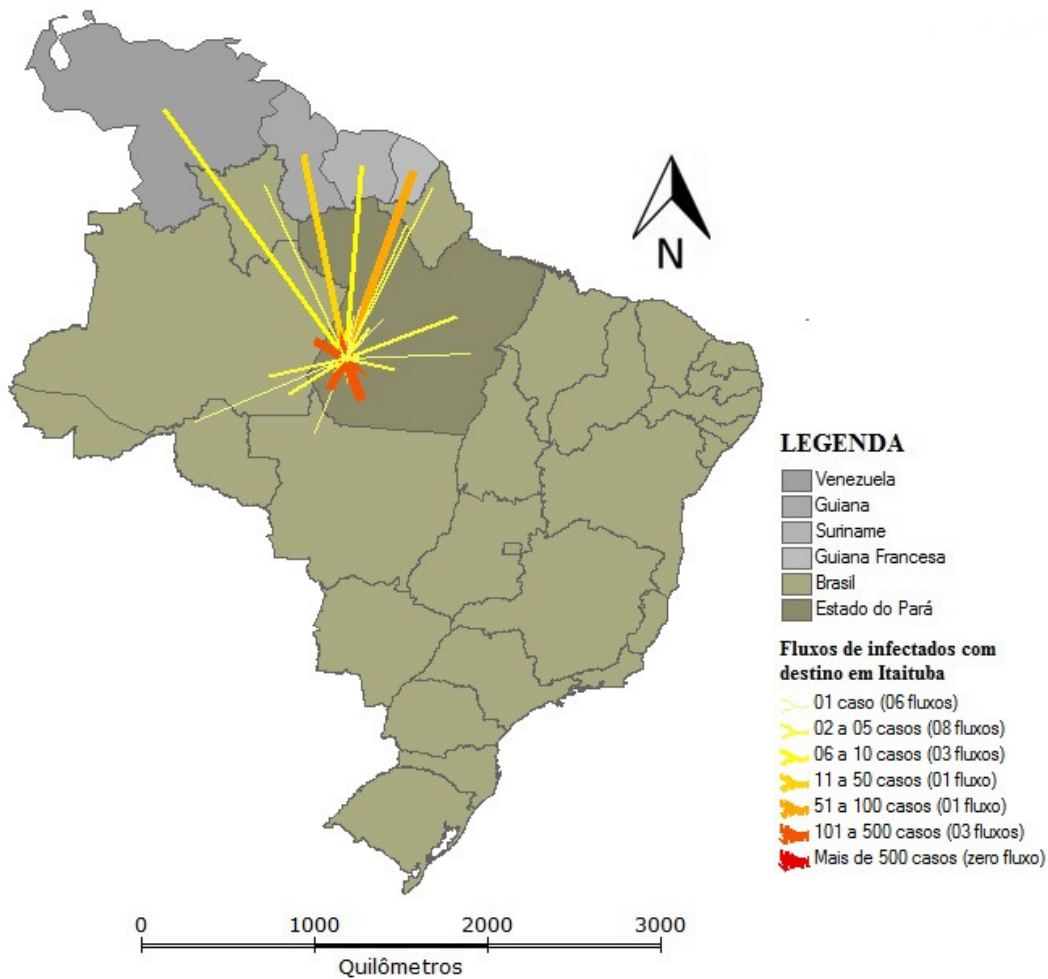 N
LEGENDA
Venezuela
Guiana
Suriname
Guiana Francesa
Brasil
Estado do Pará
Fluxos de infectados com
destino em Itaituba
01 caso (06 fluxos)
02 a 05 casos (08 fluxos)
06 a 10 casos (03 fluxos)
11 a 50 casos (01 fluxo)
51 a 100 casos (01 fluxo)
101 a 500 casos (03 fluxos)
Mais de 500 casos (zero fluxo)
0 1000 2000 3000
Quilômetros